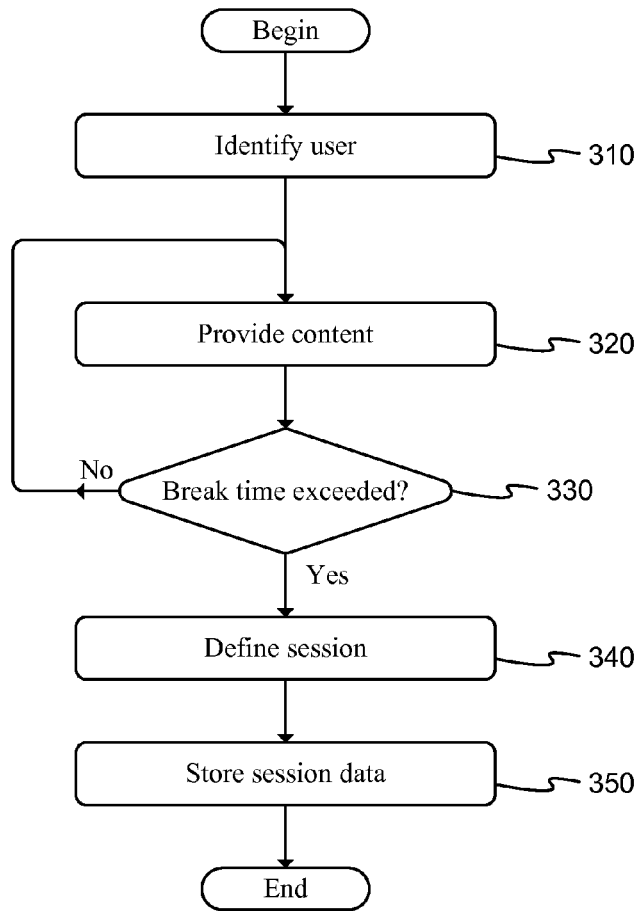 Begin
Identify user
310
Provide content
320
No
Break time exceeded?
330
Yes
Define session
340
Store session data
350
End